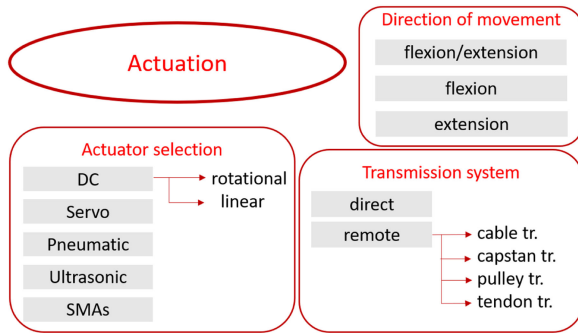 Actuation
Direction of movement
flexion/extension
flexion
extension
Actuator selection
DC
rotational
linear
Servo
Pneumatic
Ultrasonic
SMAs
Transmission system
direct
remote
cable tr.
capstan tr.
pulley tr.
tendon tr.